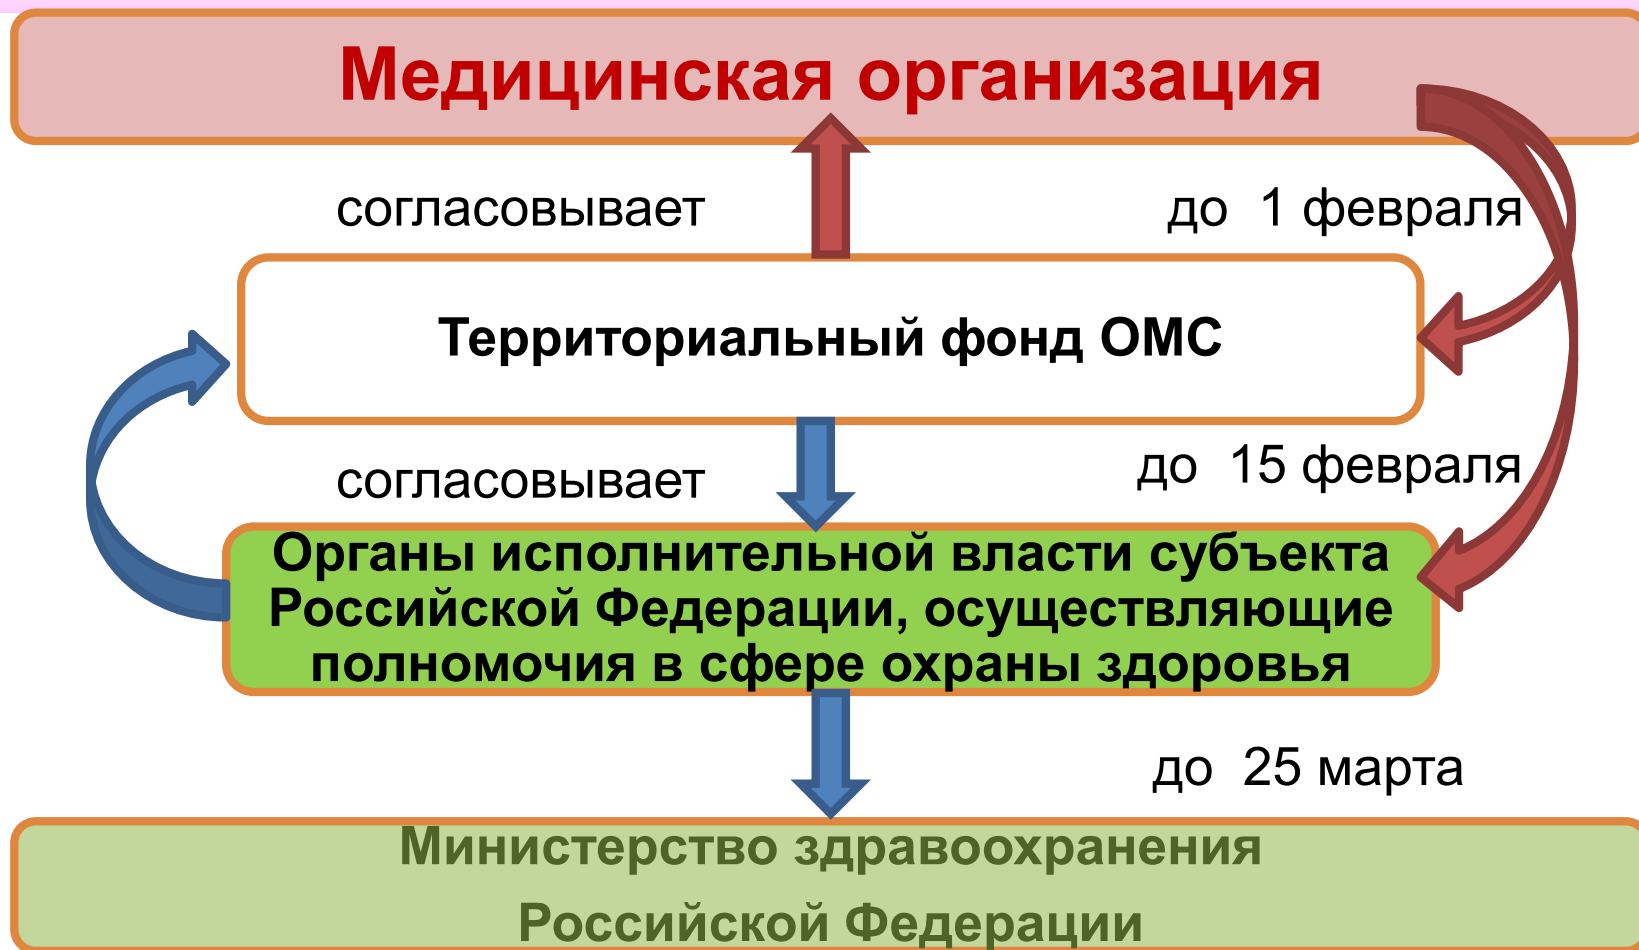 Медицинская организация
согласовывает
до 1 февраля
Территориальный фонд ОМС
согласовывает
до 15 февраля
Органы исполнительной власти субъекта
Российской Федерации, осуществляющие
полномочия в сфере охраны здоровья
до 25 марта
Министерство здравоохранения
Российской Федерации